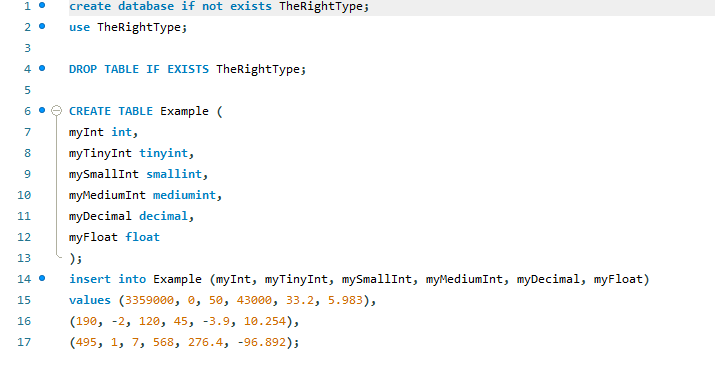 1 create database if not exists TheRightType;
2 use TheRightType;
3
4 DROP TABLE IF EXISTS TheRightType;
5
6 CREATE TABLE Example (
7 myInt int,
8 myTinyInt tinyint,
9 mySmallInt smallint,
10 myMediumInt mediumint,
11 myDecimal decimal,
12 myFloat float
13 );
14 insert into Example (myInt, myTinyInt, mySmallInt, myMediumInt, myDecimal, myFloat)
15 values (3359000, 0, 50, 43000, 33.2, 5.983),
16 (190, -2, 120, 45, -3.9, 10.254),
17 (495, 1, 7, 568, 276.4, -96.892);